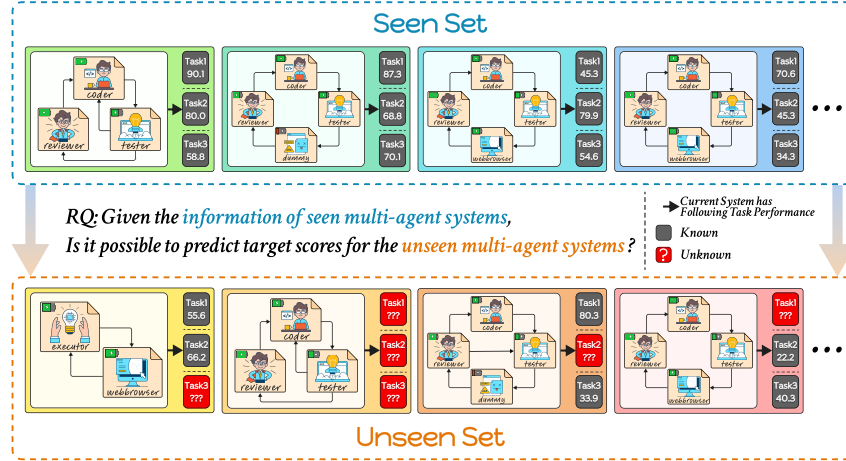 Seen Set
coder
reviewer
tester
Task1
90.1
Task2
80.0
Task3
58.8
coder
reviewer
tester
dummy
Task1
87.3
Task2
68.8
Task3
70.1
coder
reviewer
tester
webbrowser
Task1
45.3
Task2
79.9
Task3
54.6
coder
reviewer
tester
webbrowser
Task1
70.6
Task2
45.3
Task3
34.3
...
RQ: Given the information of seen multi-agent systems,
Is it possible to predict target scores for the unseen multi-agent systems ?
Current System has
Following Task Performance
Known
? Unknown
executor
webbrowser
Task1
55.6
Task2
66.2
Task3
???
coder
reviewer
tester
Task1
???
Task2
???
Task3
???
coder
reviewer
tester
dummy
Task1
80.3
Task2
???
Task3
33.9
coder
reviewer
tester
webbrowser
Task1
???
Task2
22.2
Task3
40.3
...
Unseen Set